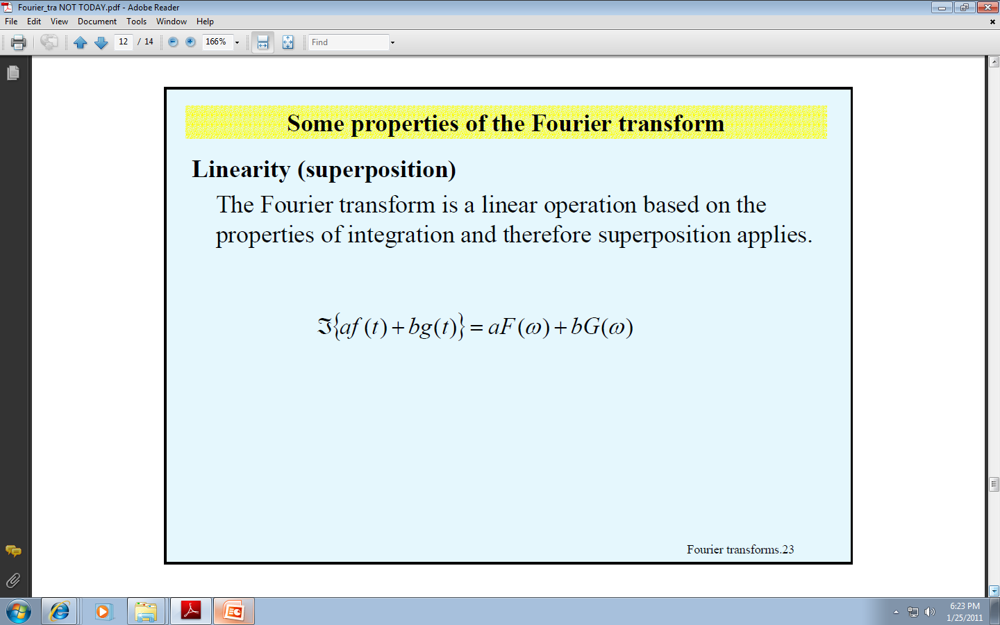 Fourier_tra NOT TODAY.pdf - Adobe Reader
File Edit View Document Tools Window Help
12 / 14 166% Find
Some properties of the Fourier transform
Linearity (superposition)
The Fourier transform is a linear operation based on the
properties of integration and therefore superposition applies.
ℑ{af(t)+bg(t)}=aF(ω)+bG(ω)
Fourier transforms.23
6:23 PM
1/25/2011